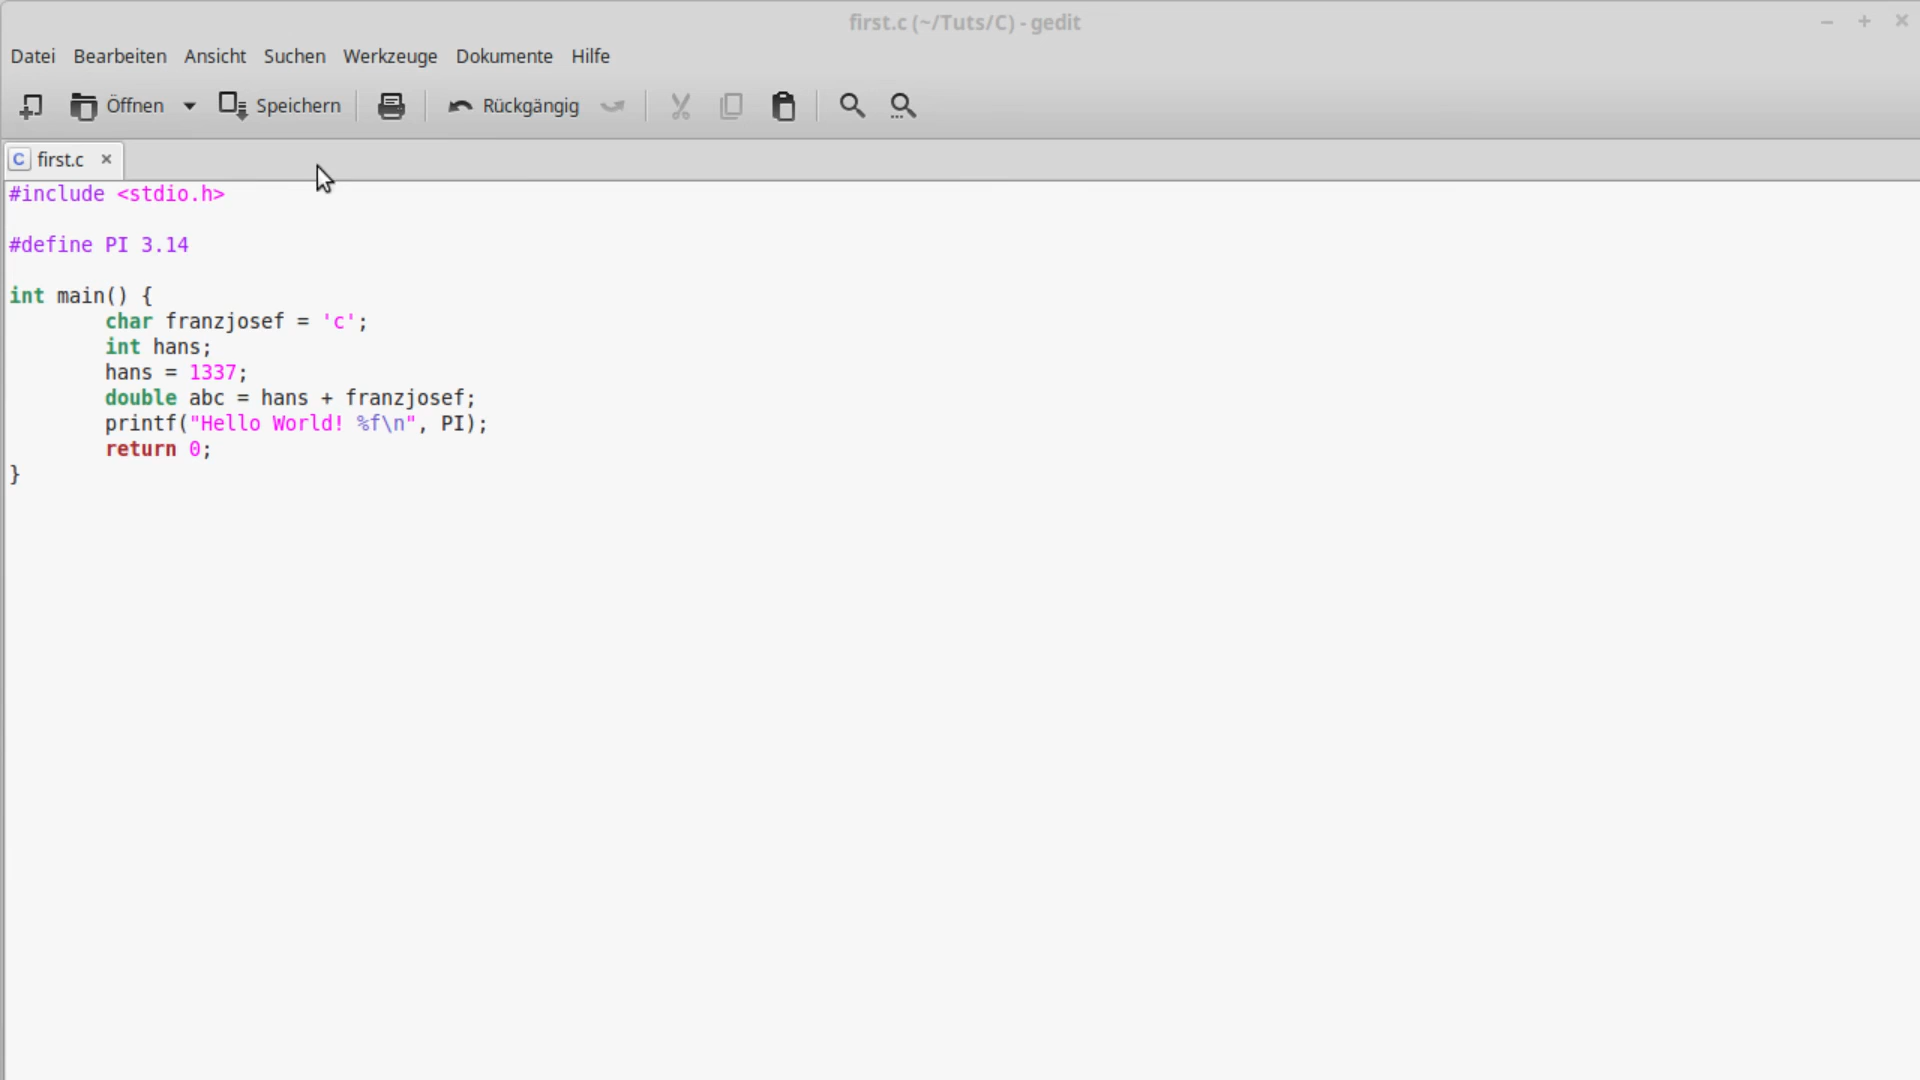 first.c (~/Tuts/C) - gedit
Datei Bearbeiten Ansicht Suchen Werkzeuge Dokumente Hilfe
Öffnen Speichern Rückgängig
C first.c
#include <stdio.h>
#define PI 3.14
int main() {
char franzjosef = 'c';
int hans;
hans = 1337;
double abc = hans + franzjosef;
printf("Hello World! %f\n", PI);
return 0;
}